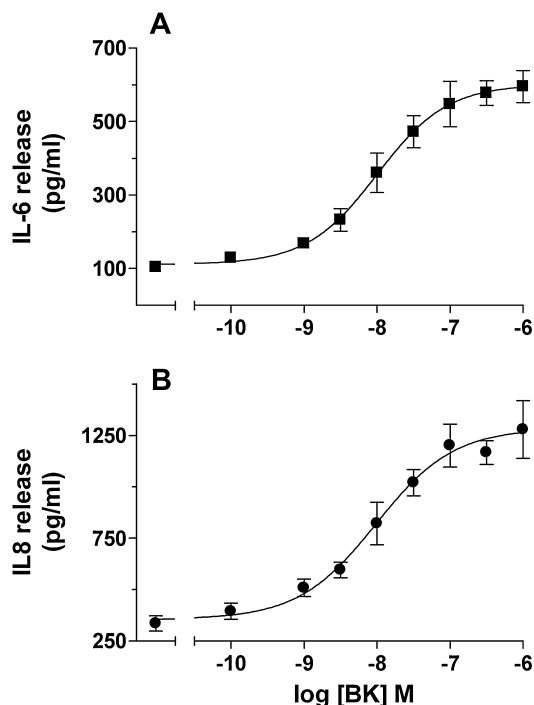 A
IL-6 release
(pg/ml)
700
500
300
100
-10 -9 -8 -7 -6
B
IL8 release
(pg/ml)
1250
750
250
-10 -9 -8 -7 -6
log [BK] M